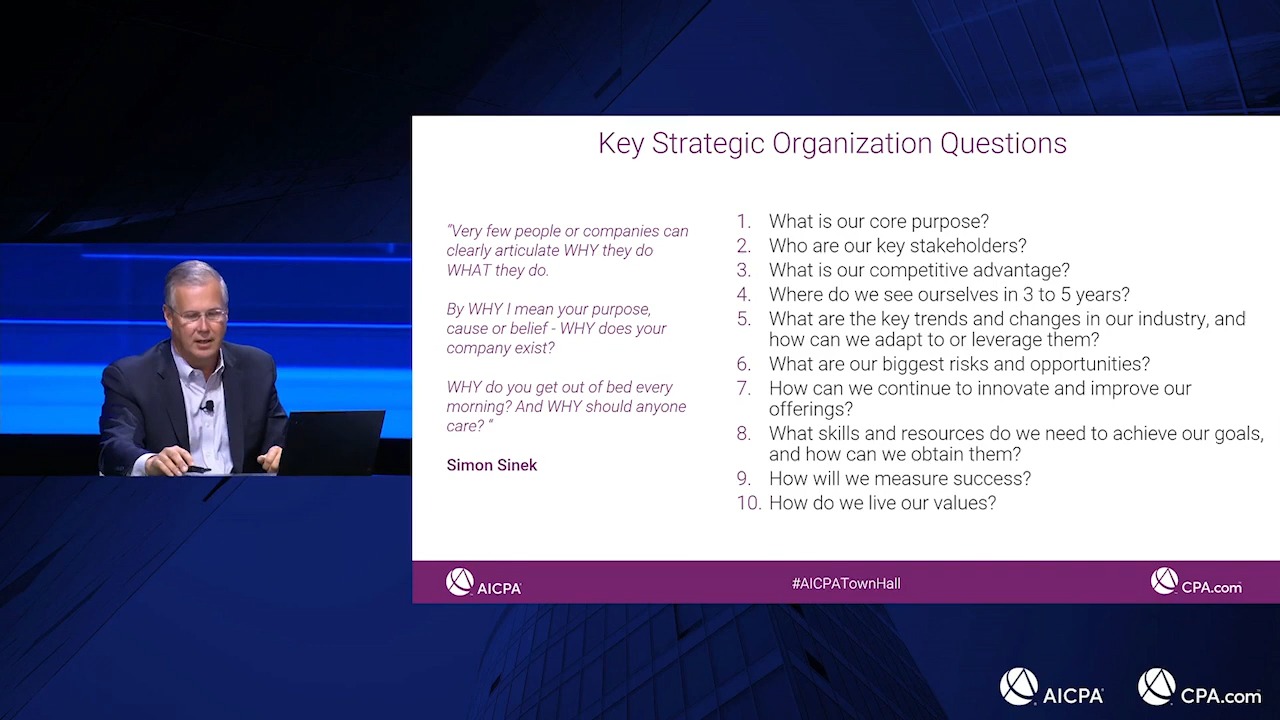 Key Strategic Organization Questions
"Very few people or companies can
clearly articulate WHY they do
WHAT they do.
By WHY I mean your purpose,
cause or belief - WHY does your
company exist?
WHY do you get out of bed every
morning? And WHY should anyone
care? "
Simon Sinek
1. What is our core purpose?
2. Who are our key stakeholders?
3. What is our competitive advantage?
4. Where do we see ourselves in 3 to 5 years?
5. What are the key trends and changes in our industry, and
how can we adapt to or leverage them?
6. What are our biggest risks and opportunities?
7. How can we continue to innovate and improve our
offerings?
8. What skills and resources do we need to achieve our goals,
and how can we obtain them?
9. How will we measure success?
10. How do we live our values?
AICPA
#AICPATownHall
CPA.com
AICPA
CPA.com